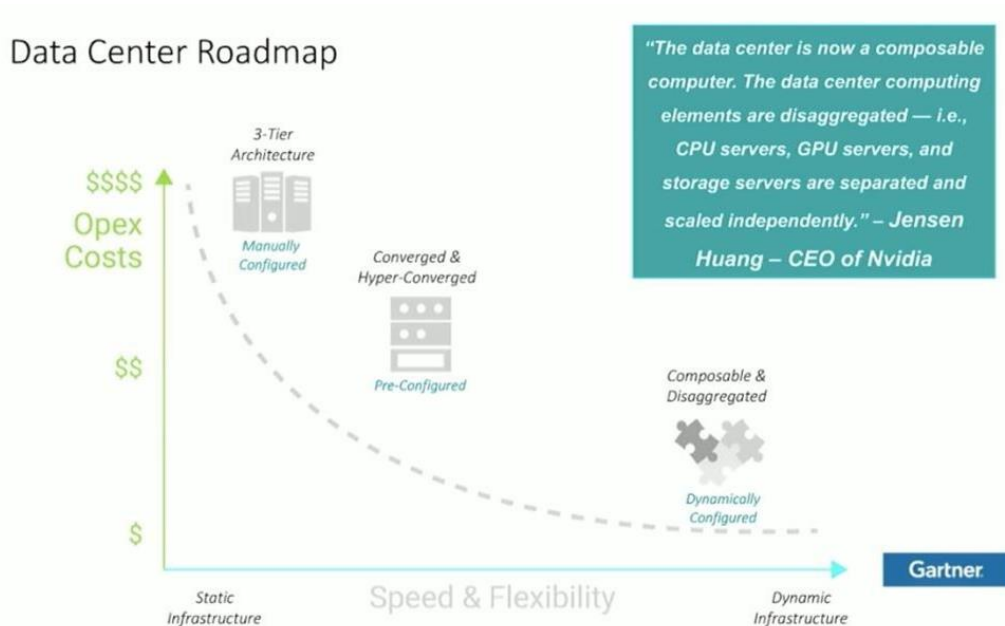 Data Center Roadmap
“The data center is now a composable
computer. The data center computing
elements are disaggregated — i.e.,
CPU servers, GPU servers, and
storage servers are separated and
scaled independently.” – Jensen
Huang – CEO of Nvidia
$$$$
Opex
Costs
$$
$
3-Tier
Architecture
Manually
Configured
Converged &
Hyper-Converged
Pre-Configured
Composable &
Disaggregated
Dynamically
Configured
Gartner
Static
Infrastructure
Speed & Flexibility
Dynamic
Infrastructure